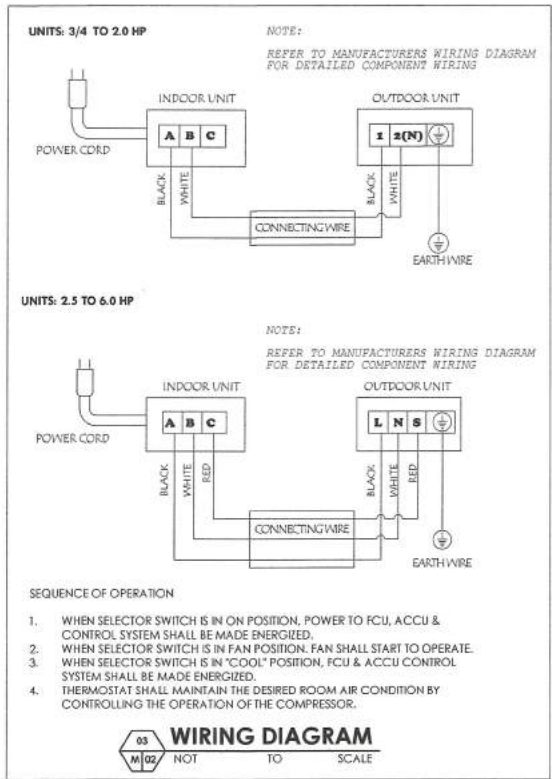 UNITS: 3/4 TO 2.0 HP
NOTE:
REFER TO MANUFACTURERS WIRING DIAGRAM
FOR DETAILED COMPONENT WIRING
INDOOR UNIT
OUTDOOR UNIT
A B C
1 2(N)
POWER CORD
BLACK
WHITE
BLACK
WHITE
CONNECTING WIRE
EARTH WIRE
UNITS: 2.5 TO 6.0 HP
NOTE:
REFER TO MANUFACTURERS WIRING DIAGRAM
FOR DETAILED COMPONENT WIRING
INDOOR UNIT
OUTDOOR UNIT
A B C
L N S
POWER CORD
BLACK
WHITE
RED
BLACK
WHITE
RED
CONNECTING WIRE
EARTH WIRE
SEQUENCE OF OPERATION
1. WHEN SELECTOR SWITCH IS IN ON POSITION, POWER TO FCU, ACCU &
CONTROL SYSTEM SHALL BE MADE ENERGIZED.
2. WHEN SELECTOR SWITCH IS IN FAN POSITION. FAN SHALL START TO OPERATE.
3. WHEN SELECTOR SWITCH IS IN "COOL" POSITION, FCU & ACCU CONTROL
SYSTEM SHALL BE MADE ENERGIZED.
4. THERMOSTAT SHALL MAINTAIN THE DESIRED ROOM AIR CONDITION BY
CONTROLLING THE OPERATION OF THE COMPRESSOR.
03 WIRING DIAGRAM
M 02 NOT TO SCALE